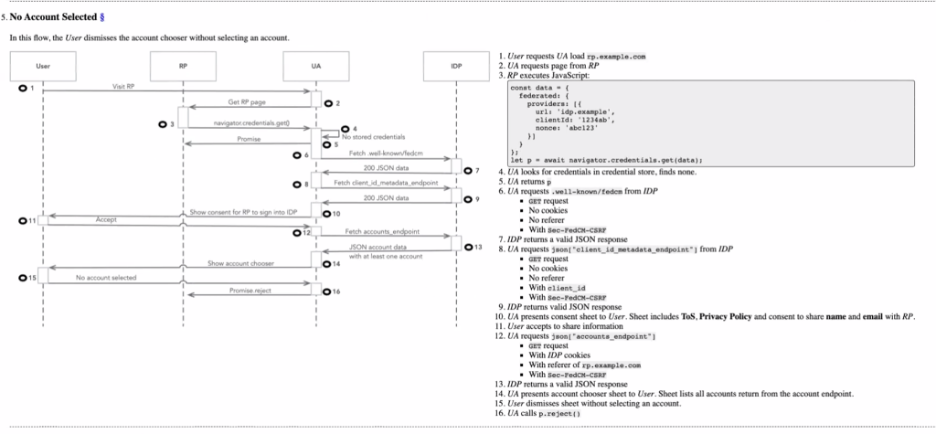 5. No Account Selected §
In this flow, the User dismisses the account chooser without selecting an account.
User
RP
UA
IDP
1
Visit RP
Get RP page
2
3
navigator.credentials.get()
4
No stored credentials
Promise
5
6
Fetch well-known/fedcm
200 JSON data
7
8
Fetch client_id_metadata_endpoint
200 JSON data
9
Show consent for RP to sign into IDP
10
11
Accept
12
Fetch accounts_endpoint
JSON account data
with at least one account
13
Show account chooser
14
15
No account selected
Promise reject
16
1. User requests UA load rp.example.com
2. UA requests page from RP
3. RP executes JavaScript:
const data = {
federated: {
providers: [{
url: 'idp.example',
clientId: '1234ab',
nonce: 'abc123'
}]
}
};
let p = await navigator.credentials.get(data);
4. UA looks for credentials in credential store, finds none.
5. UA returns p
6. UA requests .well-known/fedcm from IDP
▪ GET request
▪ No cookies
▪ No referer
▪ With Sec-FedCM-CSRF
7. IDP returns a valid JSON response
8. UA requests json["client_id_metadata_endpoint"] from IDP
▪ GET request
▪ No cookies
▪ No referer
▪ With client_id
▪ With Sec-FedCM-CSRF
9. IDP returns valid JSON response
10. UA presents consent sheet to User. Sheet includes ToS, Privacy Policy and consent to share name and email with RP.
11. User accepts to share information
12. UA requests json["accounts_endpoint"]
▪ GET request
▪ With IDP cookies
▪ With referer of rp.example.com
▪ With Sec-FedCM-CSRF
13. IDP returns a valid JSON response
14. UA presents account chooser sheet to User. Sheet lists all accounts return from the account endpoint.
15. User dismisses sheet without selecting an account.
16. UA calls p.reject()